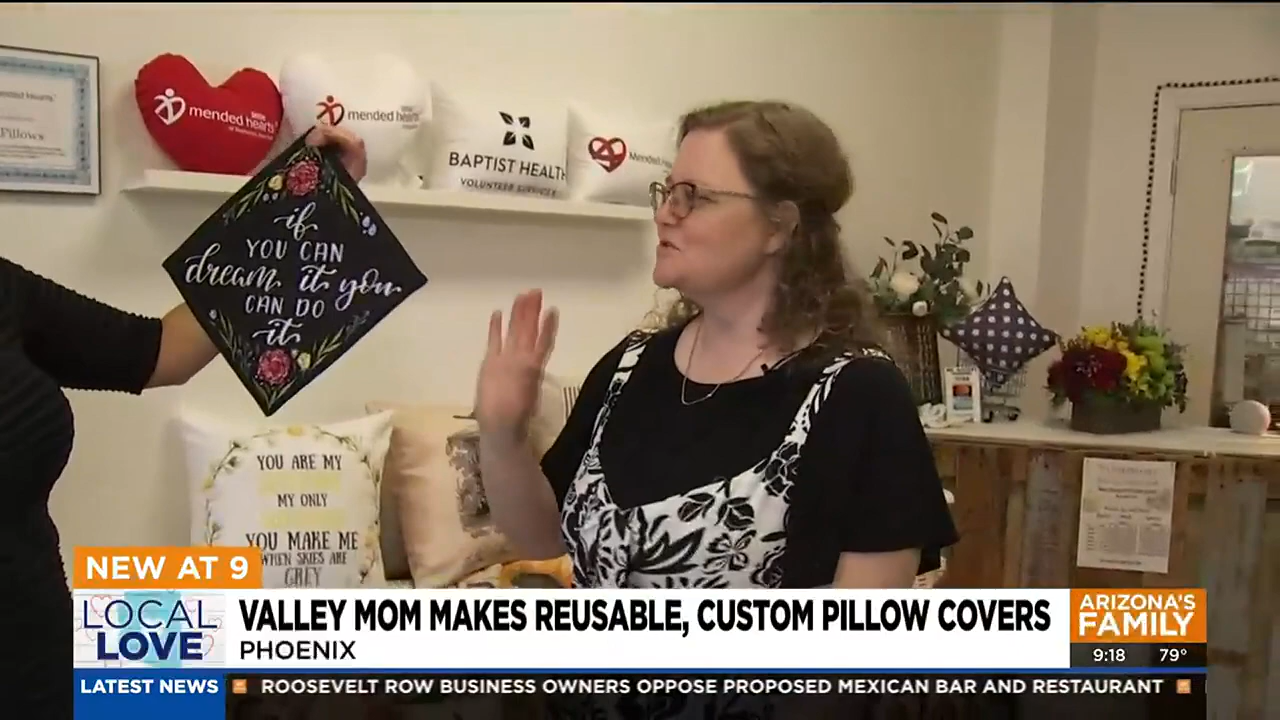 Pillows
mended hearts
mended hearts
BAPTIST HEALTH
VOLUNTEER SERVICES
Mended
if
YOU CAN
dream it you
CAN DO
it
YOU ARE MY
MY ONLY
YOU MAKE ME
WHEN SKIES ARE
GREY
NEW AT 9
LOCAL
LOVE
VALLEY MOM MAKES REUSABLE, CUSTOM PILLOW COVERS
PHOENIX
ARIZONA'S
FAMILY
9:18 79°
LATEST NEWS
ROOSEVELT ROW BUSINESS OWNERS OPPOSE PROPOSED MEXICAN BAR AND RESTAURANT